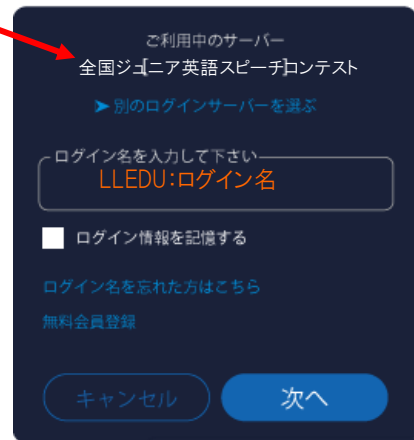 ご利用中のサーバー
全国ジュニア英語スピーチコンテスト
➤ 別のログインサーバーを選ぶ
ログイン名を入力して下さい
LLEDU:ログイン名
ログイン情報を記憶する
ログイン名を忘れた方はこちら
無料会員登録
キャンセル
次へ